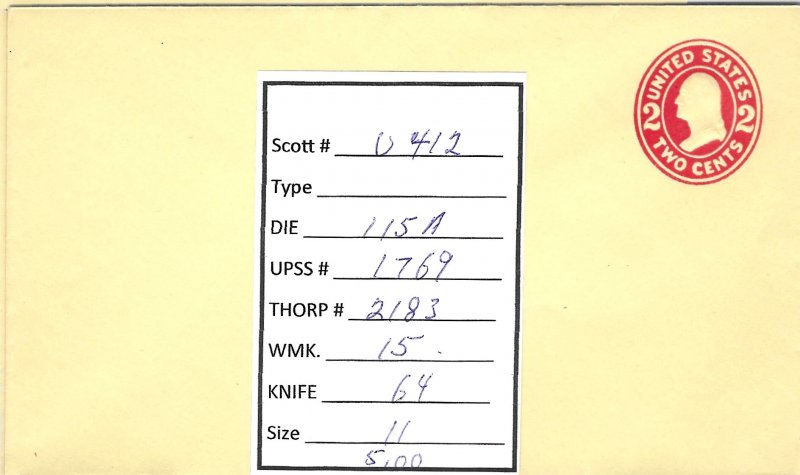 UNITED STATES
2 2
TWO CENTS
Scott # U 412
Type
DIE 115A
UPSS # 1769
THORP # 2183
WMK. 15.
KNIFE 64
Size 11
5.00